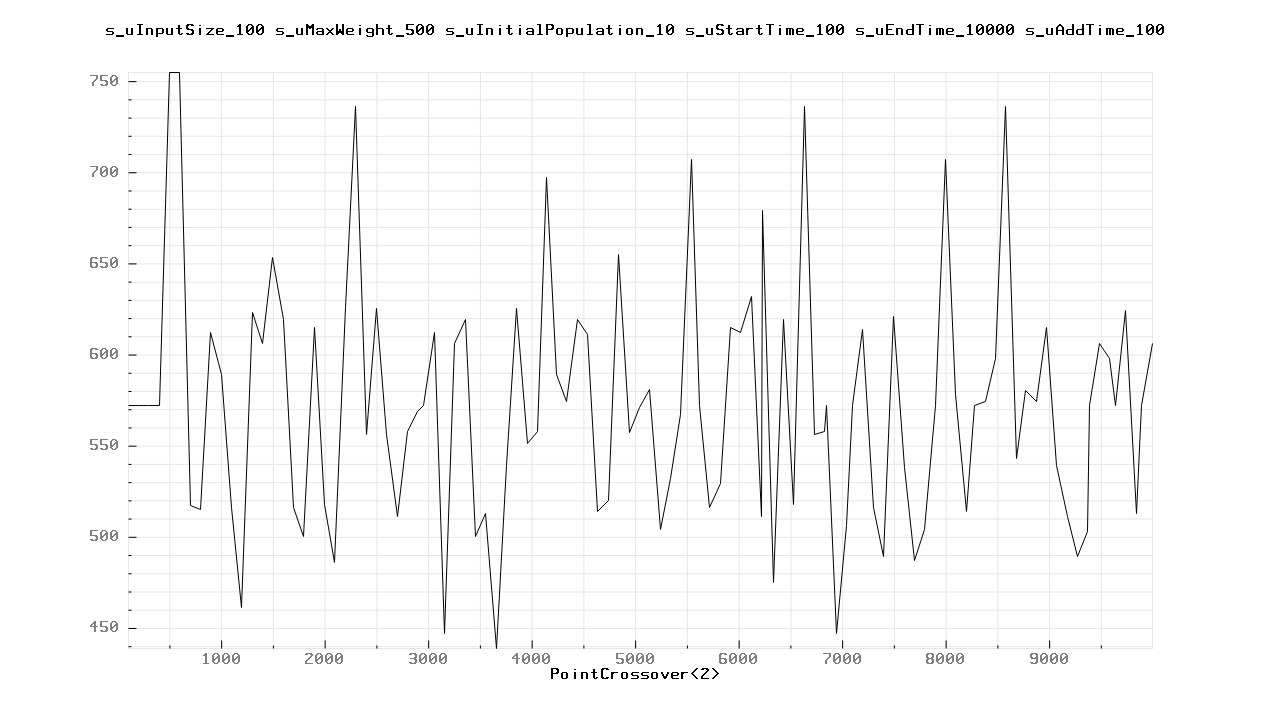 s_uInputSize_100 s_uMaxWeight_500 s_uInitialPopulation_10 s_uStartTime_100 s_uEndTime_10000 s_uAddTime_100
750
700
650
600
550
500
450
1000 2000 3000 4000 5000 6000 7000 8000 9000
PointCrossover<2>